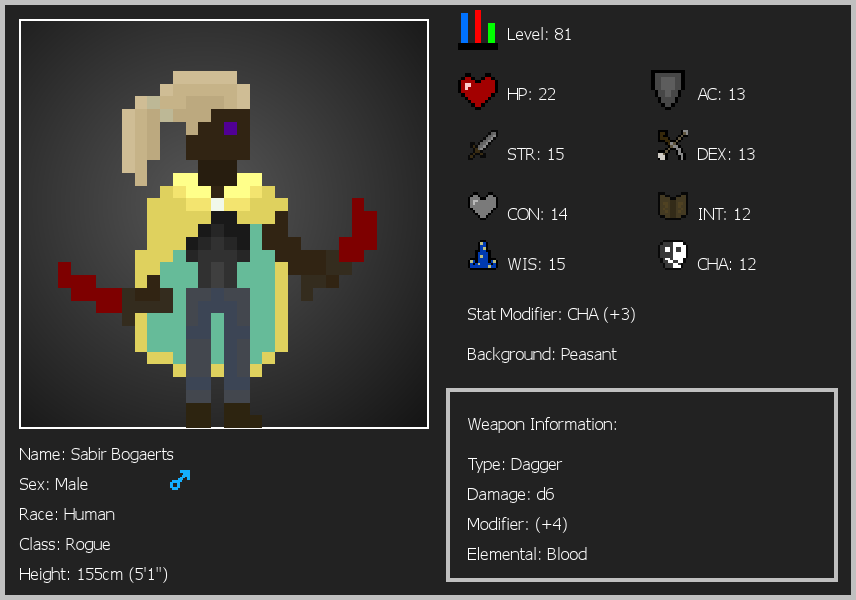 Level: 81
HP: 22
AC: 13
STR: 15
DEX: 13
CON: 14
INT: 12
WIS: 15
CHA: 12
Stat Modifier: CHA (+3)
Background: Peasant
Weapon Information:
Type: Dagger
Damage: d6
Modifier: (+4)
Elemental: Blood
Name: Sabir Bogaerts
Sex: Male
Race: Human
Class: Rogue
Height: 155cm (5'1")